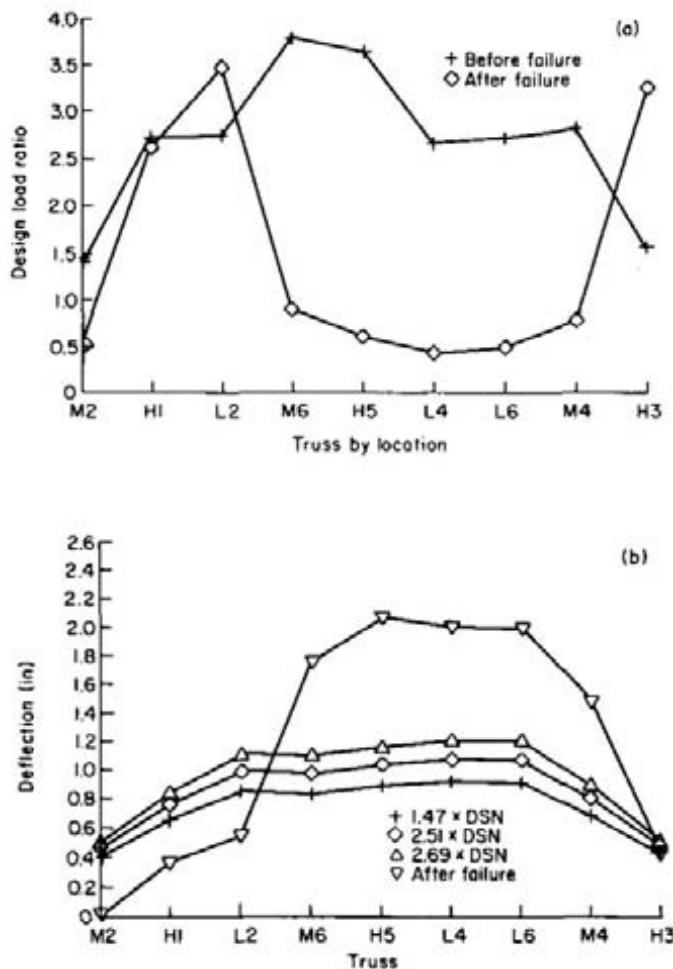 (a)
4.0
3.5
3.0
2.5
2.0
1.5
1.0
0.5
0
Design load ratio
+ Before failure
◇ After failure
M2 H1 L2 M6 H5 L4 L6 M4 H3
Truss by location
(b)
2.6
2.4
2.2
2.0
1.8
1.6
1.4
1.2
1.0
0.8
0.6
0.4
0.2
0
Deflection (in)
+ 1.47 × DSN
◇ 2.51 × DSN
△ 2.69 × DSN
▽ After failure
M2 H1 L2 M6 H5 L4 L6 M4 H3
Truss